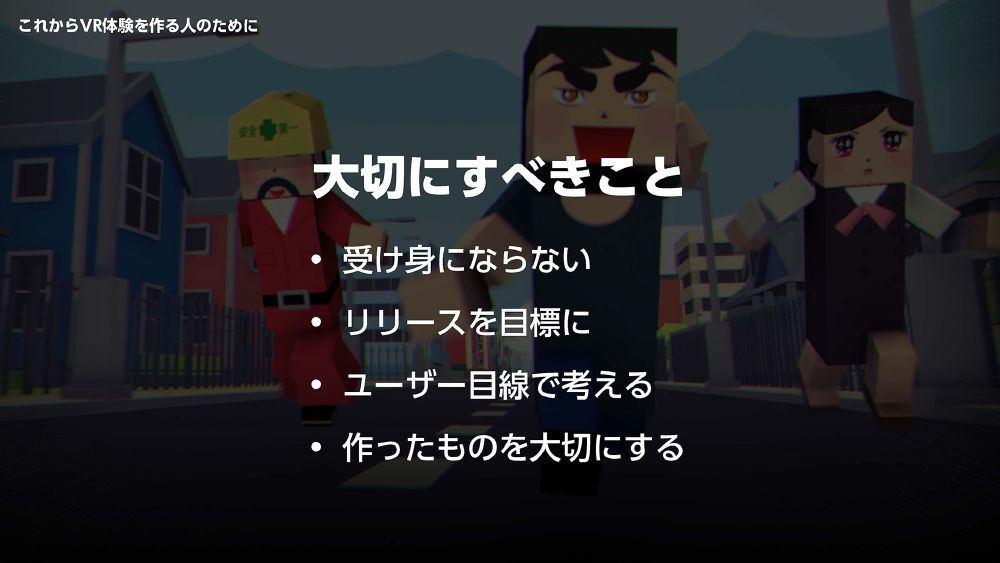 これからVR体験を作る人のために
安全 第一
大切にすべきこと
• 受け身にならない
• リリースを目標に
• ユーザー目線で考える
• 作ったものを大切にする